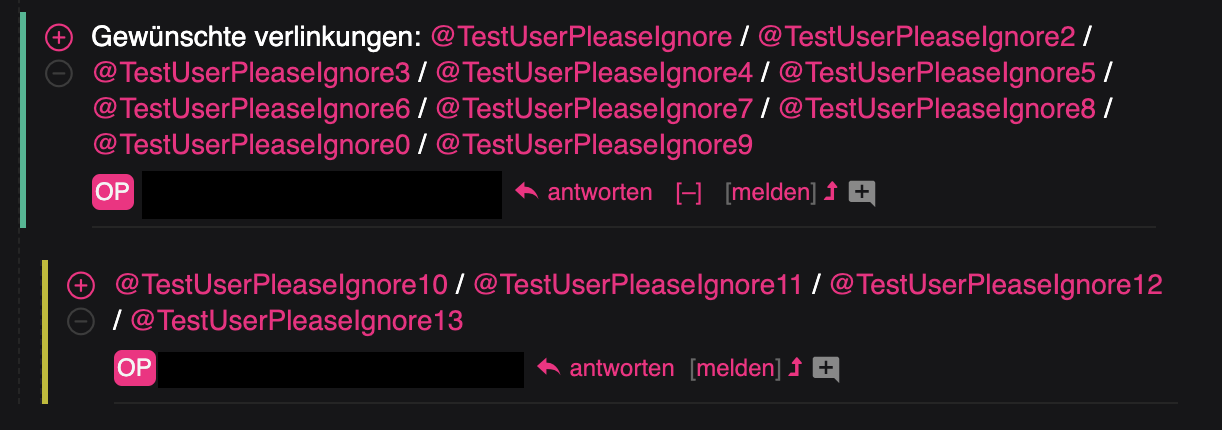 Gewünschte verlinkungen: @TestUserPleaseIgnore / @TestUserPleaseIgnore2 /
@TestUserPleaseIgnore3 / @TestUserPleaseIgnore4 / @TestUserPleaseIgnore5 /
@TestUserPleaseIgnore6 / @TestUserPleaseIgnore7 / @TestUserPleaseIgnore8 /
@TestUserPleaseIgnore0 / @TestUserPleaseIgnore9
OP antworten [–] [melden]
@TestUserPleaseIgnore10 / @TestUserPleaseIgnore11 / @TestUserPleaseIgnore12
/ @TestUserPleaseIgnore13
OP antworten [melden]